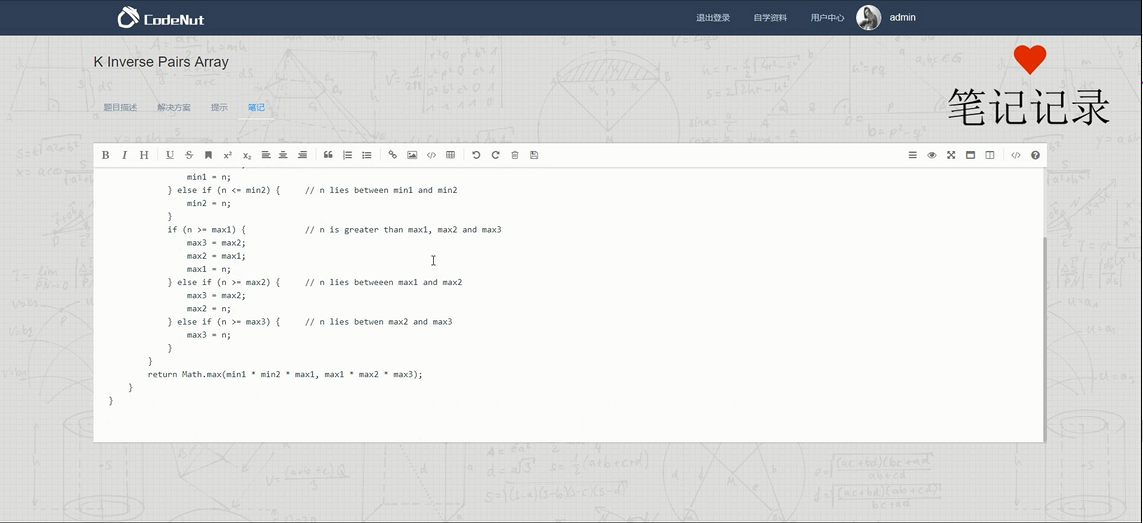 CodeNut
退出登录 自学资料 用户中心 admin
K Inverse Pairs Array
笔记记录
题目描述 解决方案 提示 笔记
min1 = n;
} else if (n <= min2) { // n lies between min1 and min2
min2 = n;
}
if (n >= max1) { // n is greater than max1, max2 and max3
max3 = max2;
max2 = max1;
max1 = n;
} else if (n >= max2) { // n lies betweeen max1 and max2
max3 = max2;
max2 = n;
} else if (n >= max3) { // n lies betwen max2 and max3
max3 = n;
}
}
return Math.max(min1 * min2 * max1, max1 * max2 * max3);
}
}